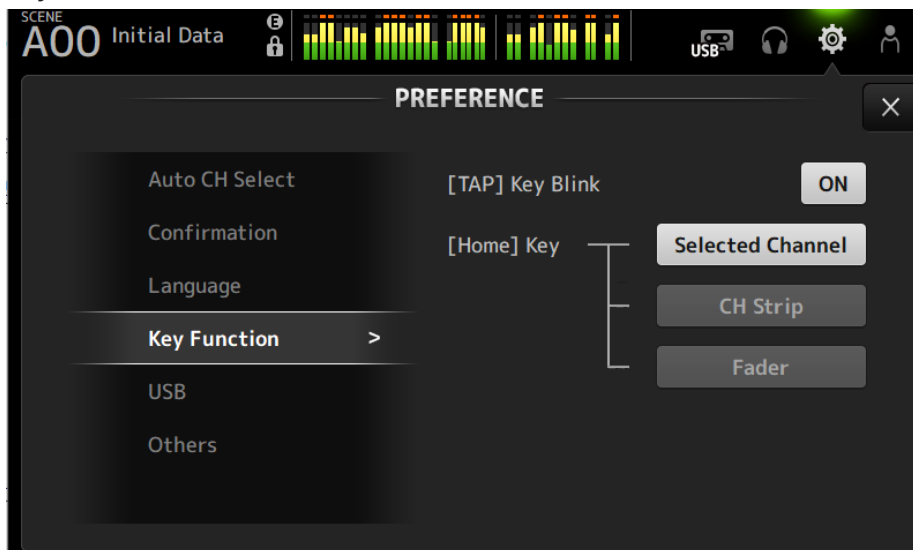 SCENE
A00 Initial Data
E
USB
PREFERENCE
Auto CH Select
Confirmation
Language
Key Function >
USB
Others
[TAP] Key Blink ON
[Home] Key Selected Channel
CH Strip
Fader